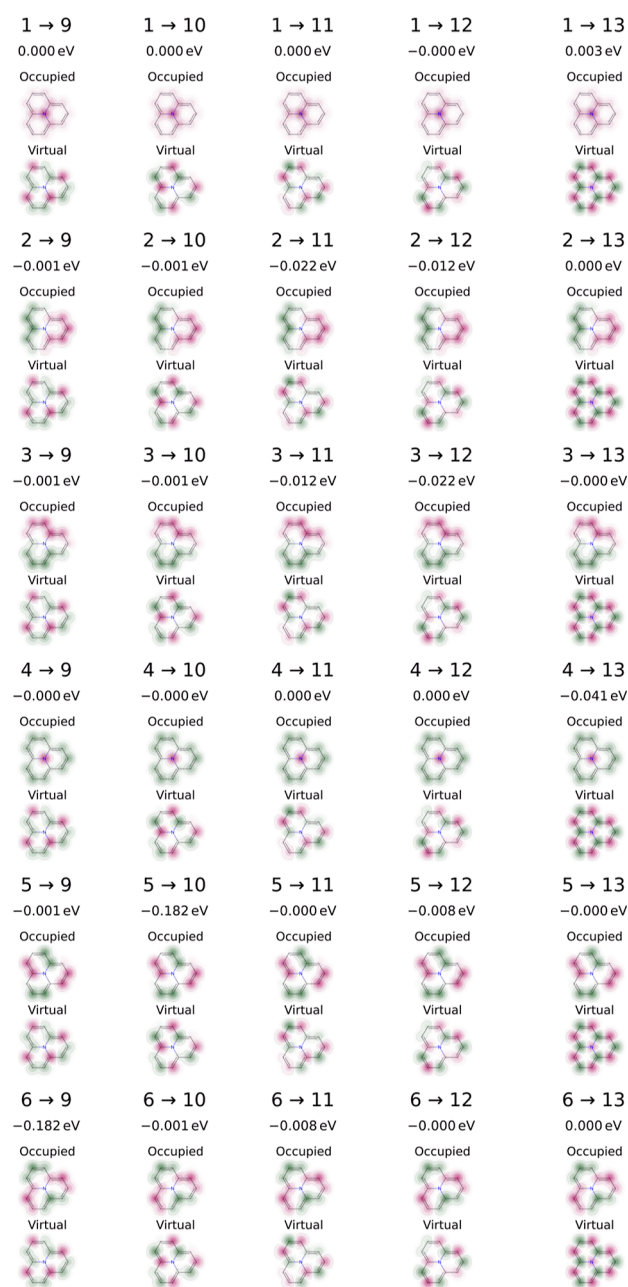 1 → 9 1 → 10 1 → 11 1 → 12 1 → 13
0.000 eV 0.000 eV 0.000 eV −0.000 eV 0.003 eV
Occupied Occupied Occupied Occupied Occupied
N N N N N
Virtual Virtual Virtual Virtual Virtual
N N N N N
2 → 9 2 → 10 2 → 11 2 → 12 2 → 13
−0.001 eV −0.001 eV −0.022 eV −0.012 eV 0.000 eV
Occupied Occupied Occupied Occupied Occupied
N N N N N
Virtual Virtual Virtual Virtual Virtual
N N N N N
3 → 9 3 → 10 3 → 11 3 → 12 3 → 13
−0.001 eV −0.001 eV −0.012 eV −0.022 eV −0.000 eV
Occupied Occupied Occupied Occupied Occupied
N N N N N
Virtual Virtual Virtual Virtual Virtual
N N N N N
4 → 9 4 → 10 4 → 11 4 → 12 4 → 13
−0.000 eV −0.000 eV 0.000 eV 0.000 eV −0.041 eV
Occupied Occupied Occupied Occupied Occupied
N N N N N
Virtual Virtual Virtual Virtual Virtual
N N N N N
5 → 9 5 → 10 5 → 11 5 → 12 5 → 13
−0.001 eV −0.182 eV −0.000 eV −0.008 eV −0.000 eV
Occupied Occupied Occupied Occupied Occupied
N N N N N
Virtual Virtual Virtual Virtual Virtual
N N N N N
6 → 9 6 → 10 6 → 11 6 → 12 6 → 13
−0.182 eV −0.001 eV −0.008 eV −0.000 eV 0.000 eV
Occupied Occupied Occupied Occupied Occupied
N N N N N
Virtual Virtual Virtual Virtual Virtual
N N N N N